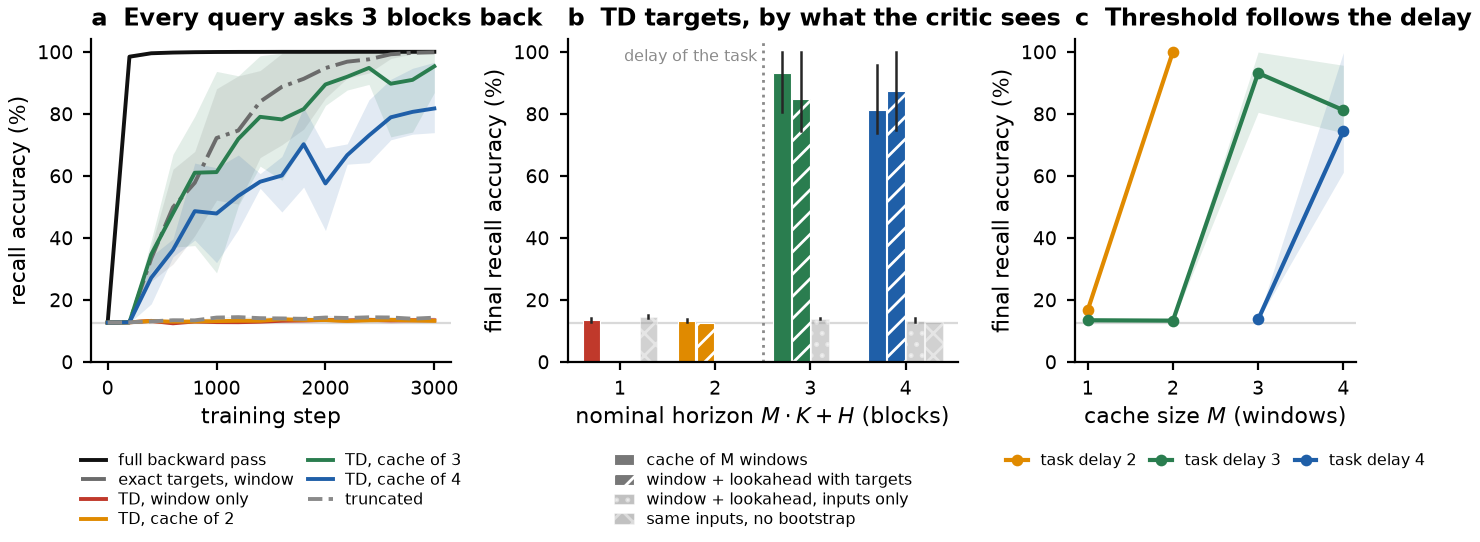 a Every query asks 3 blocks back
recall accuracy (%)
100
80
60
40
20
0
0 1000 2000 3000
training step
full backward pass
exact targets, window
TD, window only
TD, cache of 2
TD, cache of 3
TD, cache of 4
truncated
b TD targets, by what the critic sees
delay of the task
final recall accuracy (%)
100
80
60
40
20
0
1 2 3 4
nominal horizon M · K + H (blocks)
cache of M windows
window + lookahead with targets
window + lookahead, inputs only
same inputs, no bootstrap
c Threshold follows the delay
final recall accuracy (%)
100
80
60
40
20
0
1 2 3 4
cache size M (windows)
task delay 2 task delay 3 task delay 4